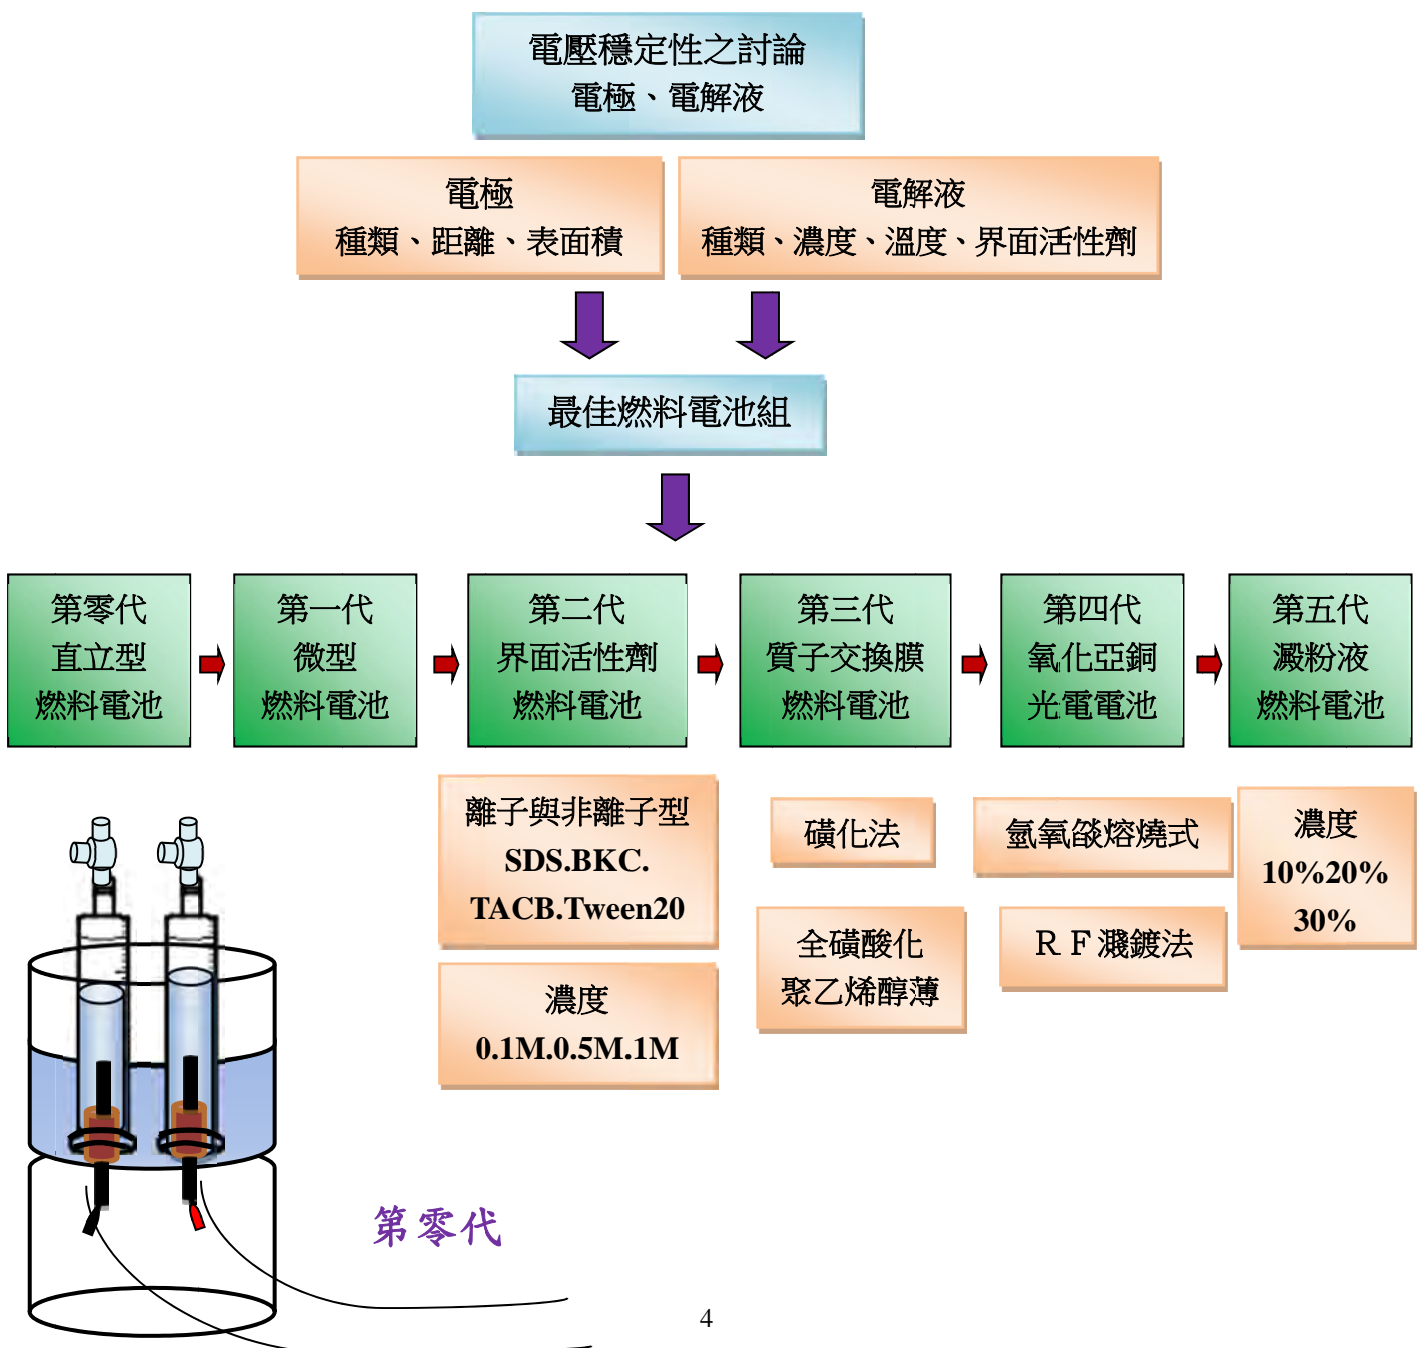 電壓穩定性之討論
電極、電解液
電極
種類、距離、表面積
電解液
種類、濃度、溫度、界面活性劑
最佳燃料電池組
第零代
直立型
燃料電池
第一代
微型
燃料電池
第二代
界面活性劑
燃料電池
第三代
質子交換膜
燃料電池
第四代
氧化亞銅
光電電池
第五代
澱粉液
燃料電池
離子與非離子型
SDS.BKC.
TACB.Tween20
濃度
0.1M.0.5M.1M
磺化法
全磺酸化
聚乙烯醇薄
氫氧燄熔燒式
ＲＦ濺鍍法
濃度
10%20%
30%
第零代
4